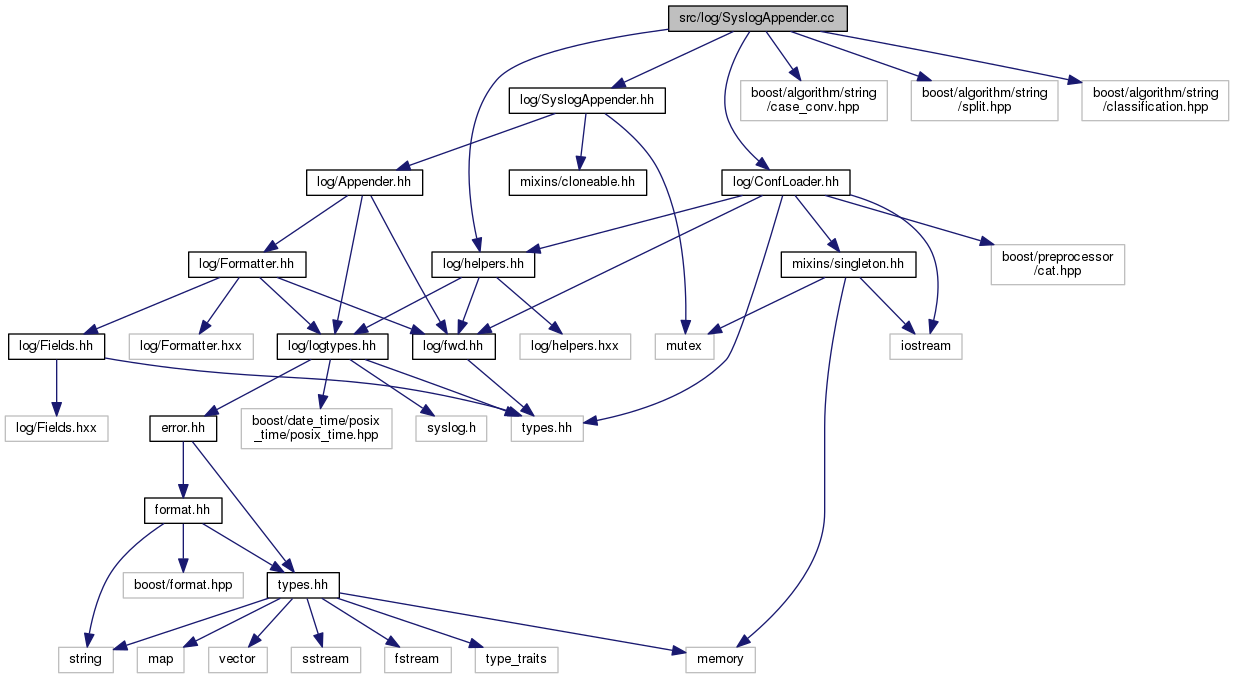 src/log/SyslogAppender.cc
log/SyslogAppender.hh
boost/algorithm/string
/case_conv.hpp
boost/algorithm/string
/split.hpp
boost/algorithm/string
/classification.hpp
log/Appender.hh
mixins/cloneable.hh
log/ConfLoader.hh
log/Formatter.hh
log/helpers.hh
mixins/singleton.hh
boost/preprocessor
/cat.hpp
log/Fields.hh
log/Formatter.hxx
log/logtypes.hh
log/fwd.hh
log/helpers.hxx
mutex
iostream
log/Fields.hxx
error.hh
boost/date_time/posix
_time/posix_time.hpp
syslog.h
types.hh
format.hh
boost/format.hpp
types.hh
string
map
vector
sstream
fstream
type_traits
memory